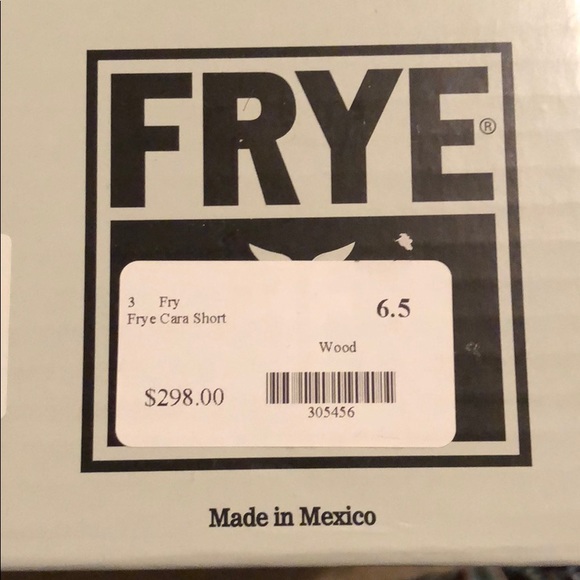 FRYE®
3 Fry 6.5
Frye Cara Short
Wood
$298.00
305456
Made in Mexico